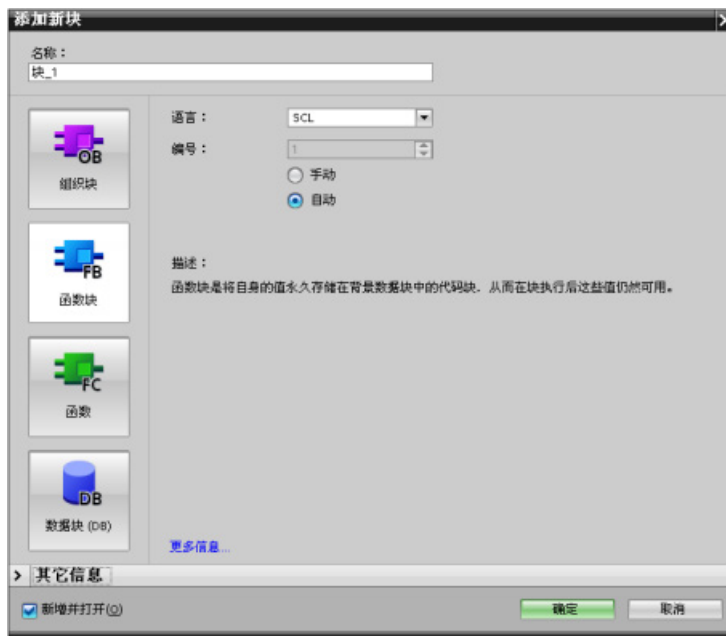 添加新块
名称：
块_1
语言：
SCL
编号：
1
手动
自动
OB
组织块
描述：
函数块是将自身的值永久存储在背景数据块中的代码块，从而在块执行后这些值仍然可用。
FB
函数块
FC
函数
DB
数据块 (DB)
更多信息...
其它信息
新增并打开(O)
确定
取消